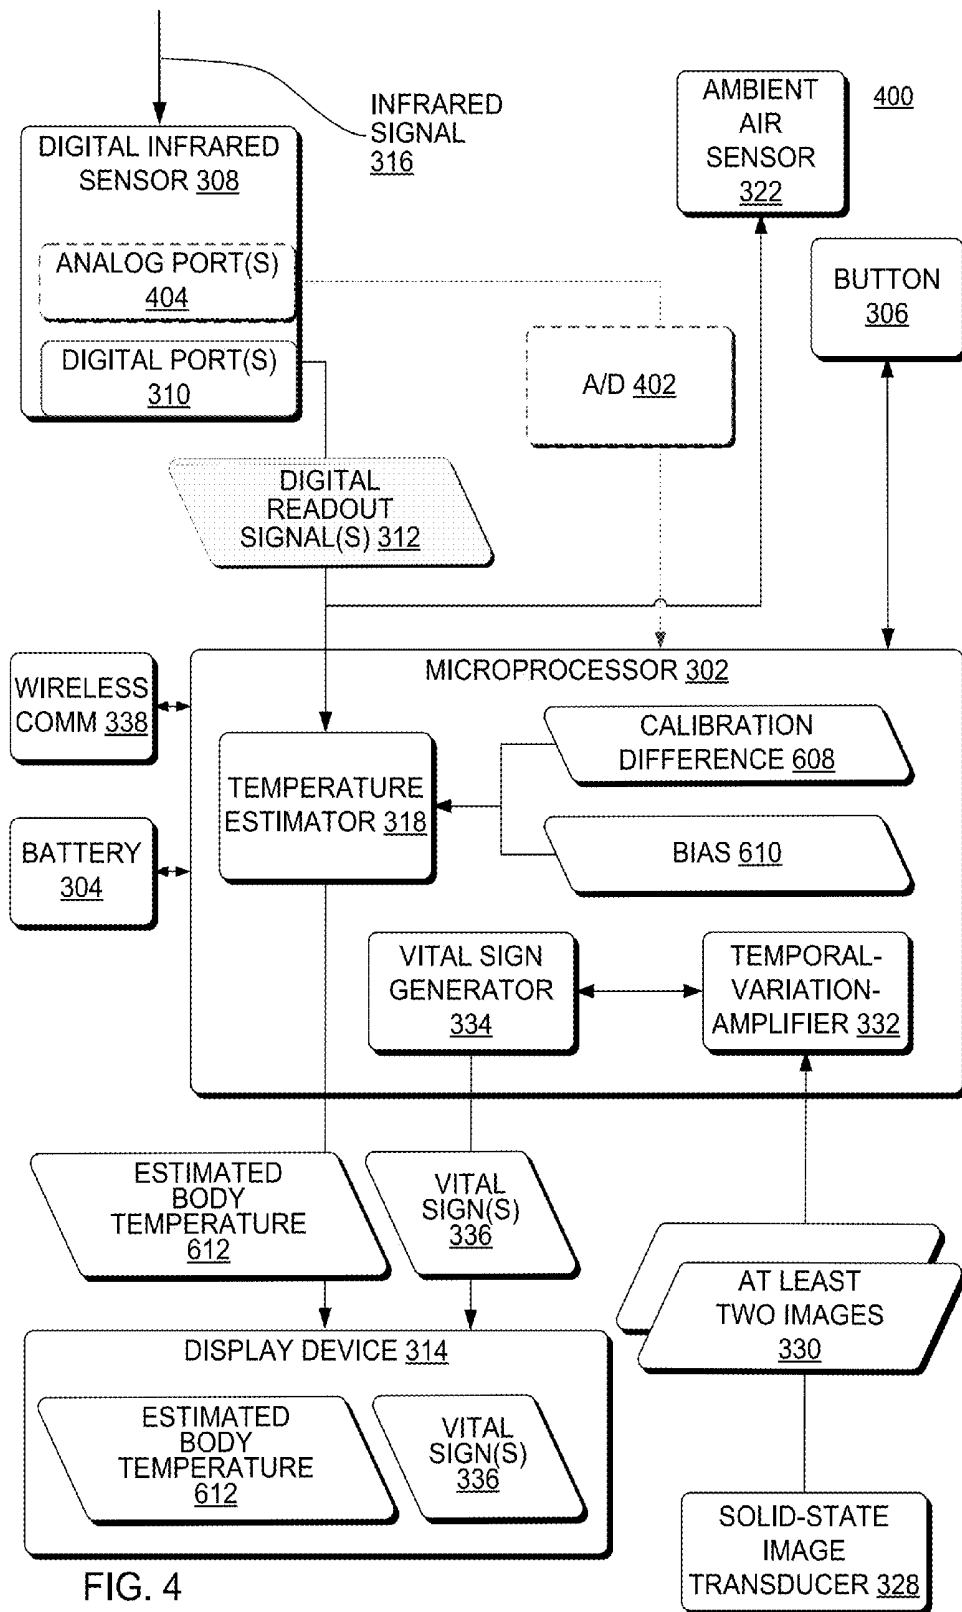 INFRARED
SIGNAL
316
AMBIENT
AIR
SENSOR
322
400
DIGITAL INFRARED
SENSOR 308
ANALOG PORT(S)
404
DIGITAL PORT(S)
310
A/D 402
BUTTON
306
DIGITAL
READOUT
SIGNAL(S) 312
MICROPROCESSOR 302
WIRELESS
COMM 338
BATTERY
304
TEMPERATURE
ESTIMATOR 318
CALIBRATION
DIFFERENCE 608
BIAS 610
VITAL SIGN
GENERATOR
334
TEMPORAL-
VARIATION-
AMPLIFIER 332
ESTIMATED
BODY
TEMPERATURE
612
VITAL
SIGN(S)
336
AT LEAST
TWO IMAGES
330
DISPLAY DEVICE 314
ESTIMATED
BODY
TEMPERATURE
612
VITAL
SIGN(S)
336
SOLID-STATE
IMAGE
TRANSDUCER 328
FIG. 4